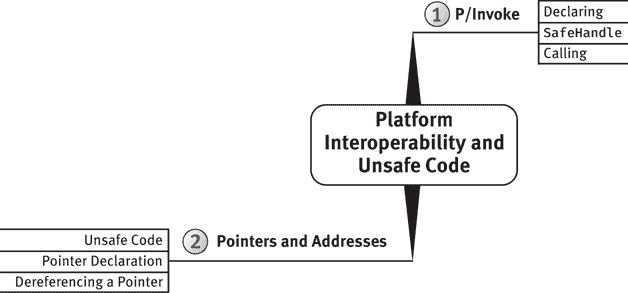 1 P/Invoke
Declaring
SafeHandle
Calling
Platform
Interoperability and
Unsafe Code
2 Pointers and Addresses
Unsafe Code
Pointer Declaration
Dereferencing a Pointer